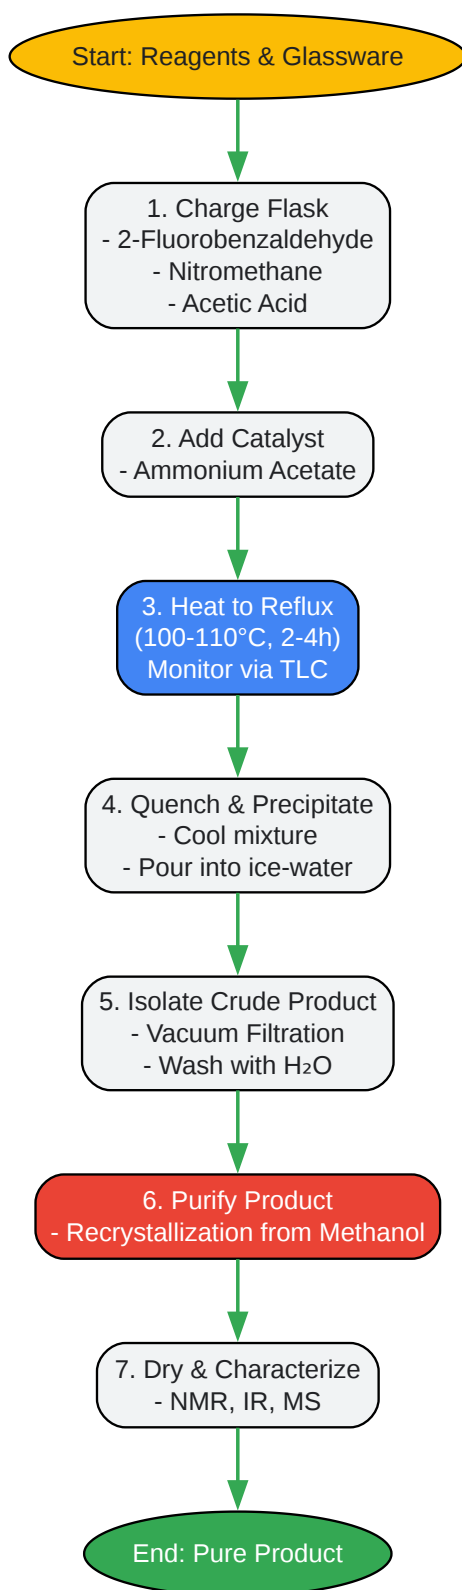 Start: Reagents & Glassware
1. Charge Flask
- 2-Fluorobenzaldehyde
- Nitromethane
- Acetic Acid
2. Add Catalyst
- Ammonium Acetate
3. Heat to Reflux
(100-110°C, 2-4h)
Monitor via TLC
4. Quench & Precipitate
- Cool mixture
- Pour into ice-water
5. Isolate Crude Product
- Vacuum Filtration
- Wash with H₂O
6. Purify Product
- Recrystallization from Methanol
7. Dry & Characterize
- NMR, IR, MS
End: Pure Product